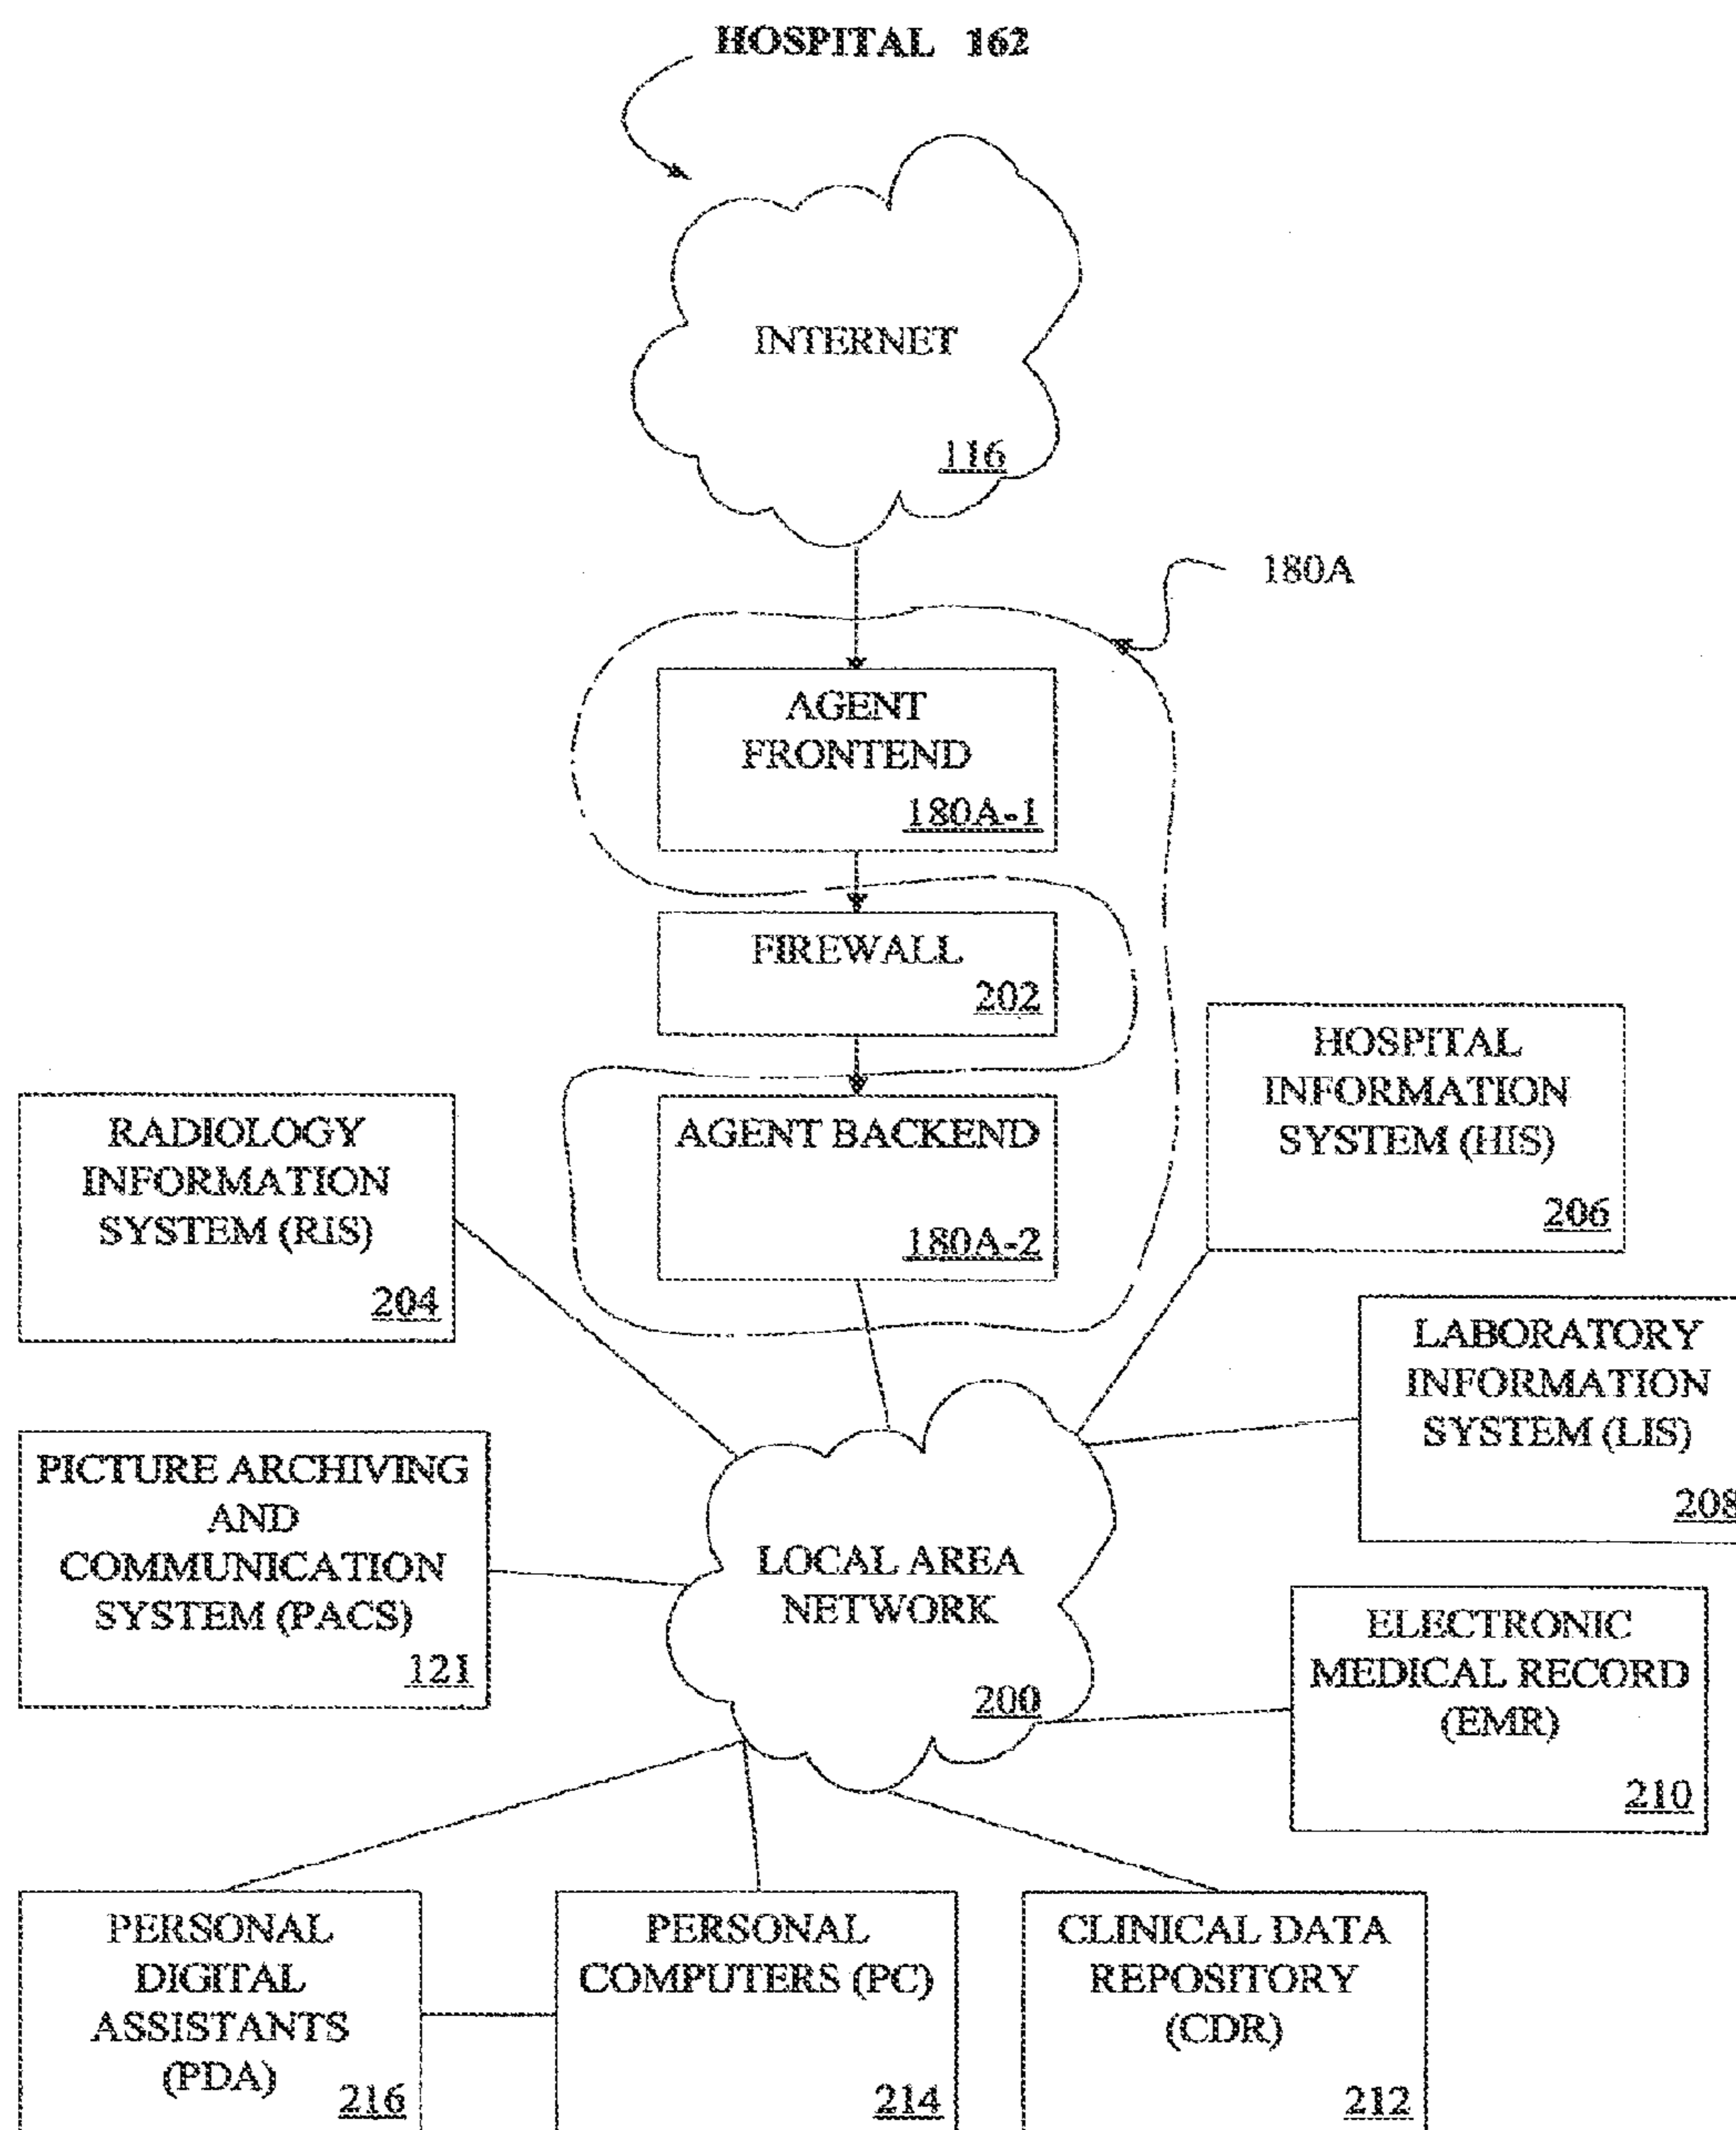 HOSPITAL 162
INTERNET
116
180A
AGENT
FRONTEND
180A-1
FIREWALL
202
AGENT BACKEND
180A-2
HOSPITAL
INFORMATION
SYSTEM (HIS)
206
RADIOLOGY
INFORMATION
SYSTEM (RIS)
204
LABORATORY
INFORMATION
SYSTEM (LIS)
208
PICTURE ARCHIVING
AND
COMMUNICATION
SYSTEM (PACS)
121
LOCAL AREA
NETWORK
200
ELECTRONIC
MEDICAL RECORD
(EMR)
210
PERSONAL
DIGITAL
ASSISTANTS
(PDA)
216
PERSONAL
COMPUTERS (PC)
214
CLINICAL DATA
REPOSITORY
(CDR)
212